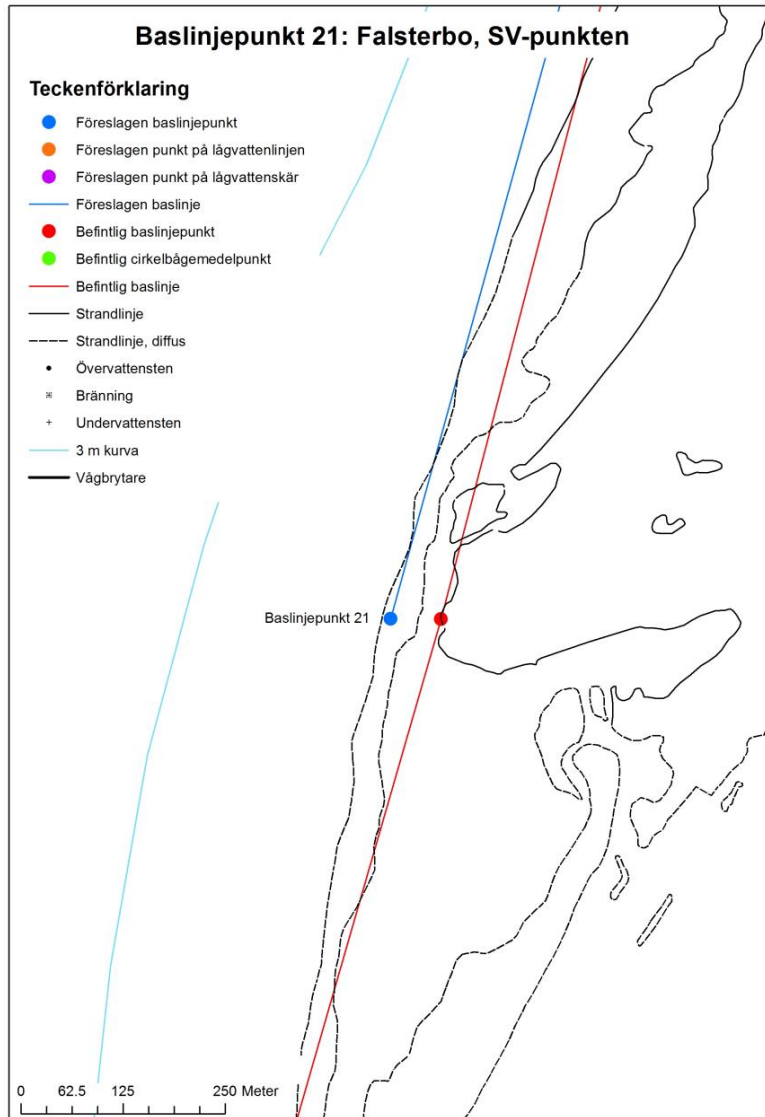 Baslinjepunkt 21: Falsterbo, SV-punkten
Teckenförklaring
Föreslagen baslinjepunkt
Föreslagen punkt på lågvattenlinjen
Föreslagen punkt på lågvattenskär
Föreslagen baslinje
Befintlig baslinjepunkt
Befintlig cirkelbågemedelpunkt
Befintlig baslinje
Strandlinje
Strandlinje, diffus
Övervattensten
Bränning
Undervattensten
3 m kurva
Vågbrytare
Baslinjepunkt 21
0 62.5 125 250 Meter